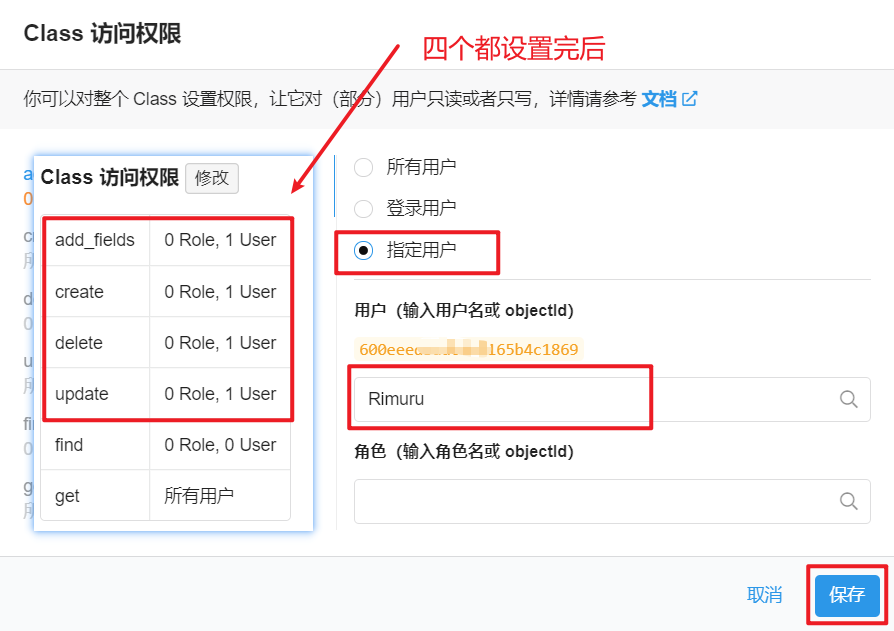 Class 访问权限
四个都设置完后
你可以对整个 Class 设置权限，让它对（部分）用户只读或者只写，详情请参考 文档
Class 访问权限 修改
add_fields 0 Role, 1 User
create 0 Role, 1 User
delete 0 Role, 1 User
update 0 Role, 1 User
find 0 Role, 0 User
get 所有用户
所有用户
登录用户
指定用户
用户（输入用户名或 objectId）
Rimuru
角色（输入角色名或 objectId）
取消 保存